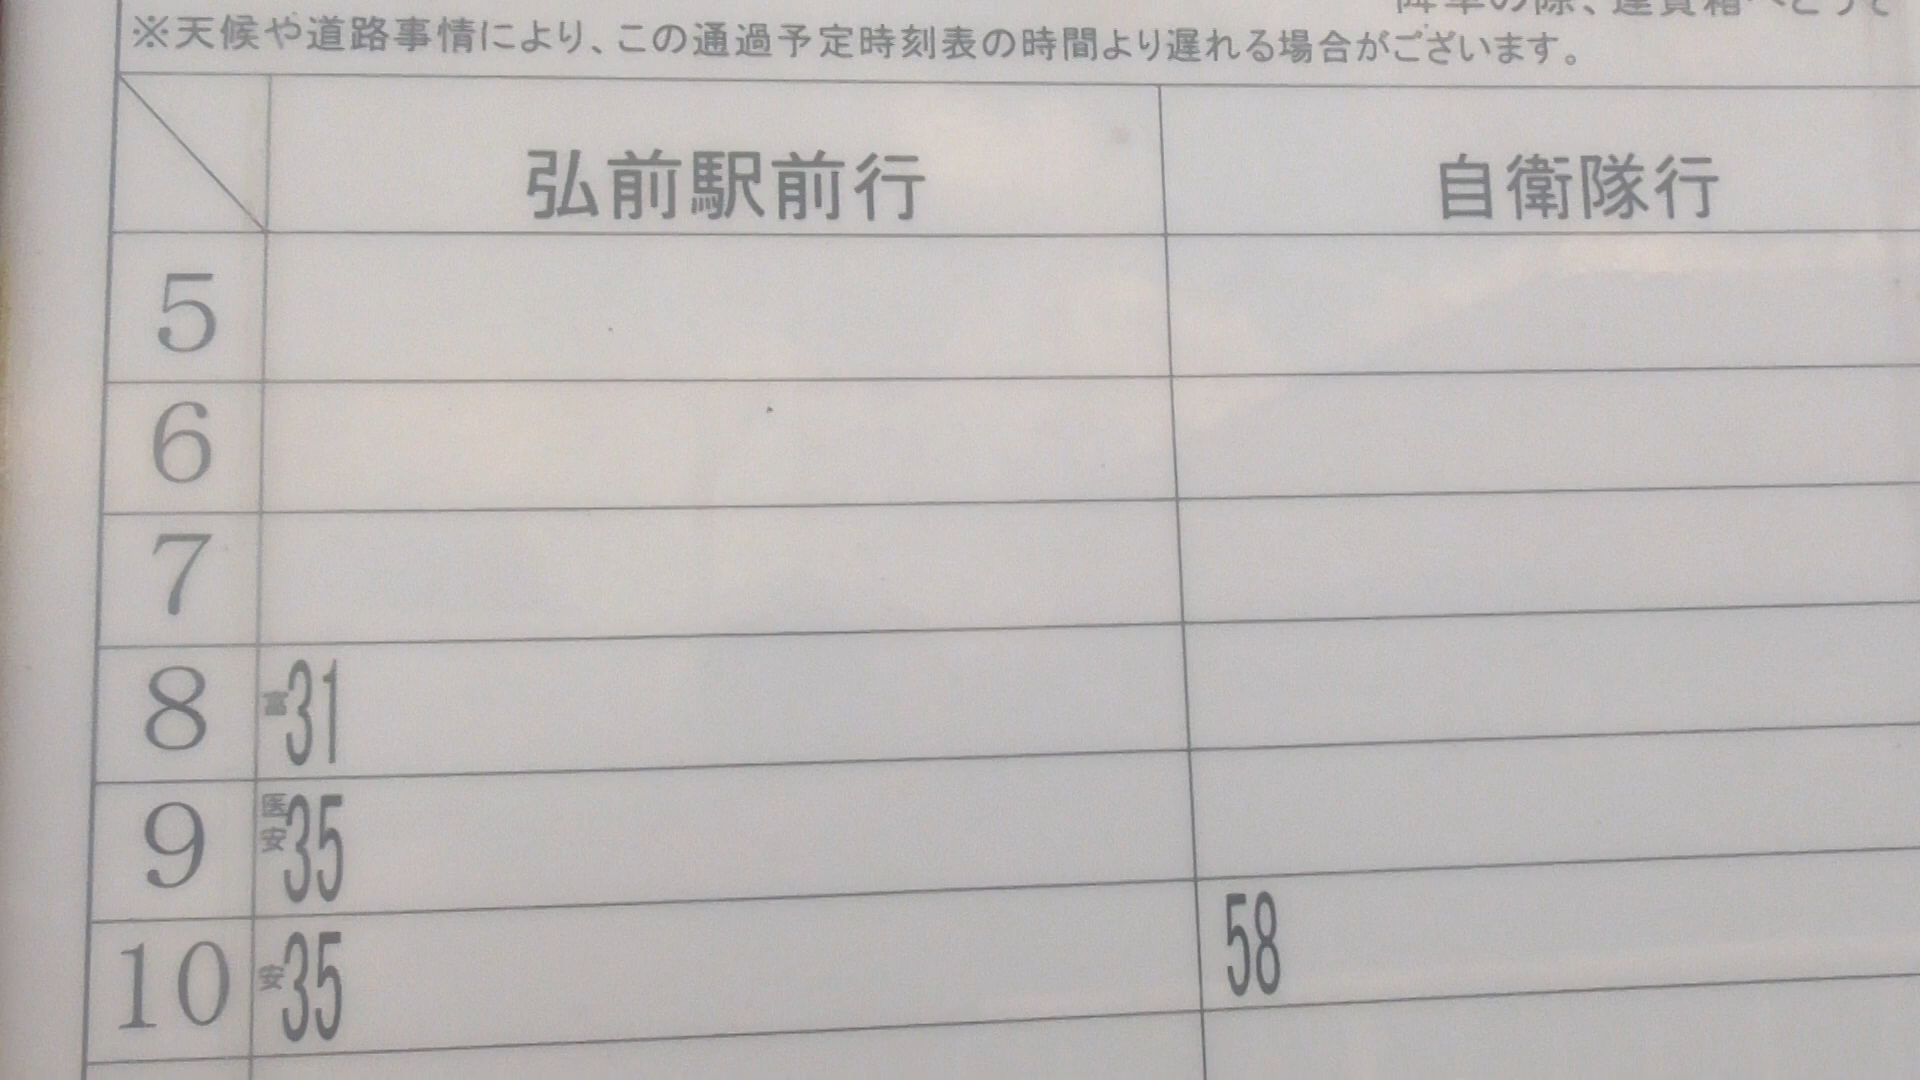 ※天候や道路事情により、この通過予定時刻表の時間より遅れる場合がございます。
弘前駅前行 自衛隊行
5
6
7
8 富31
9 医安35
10 安35 58